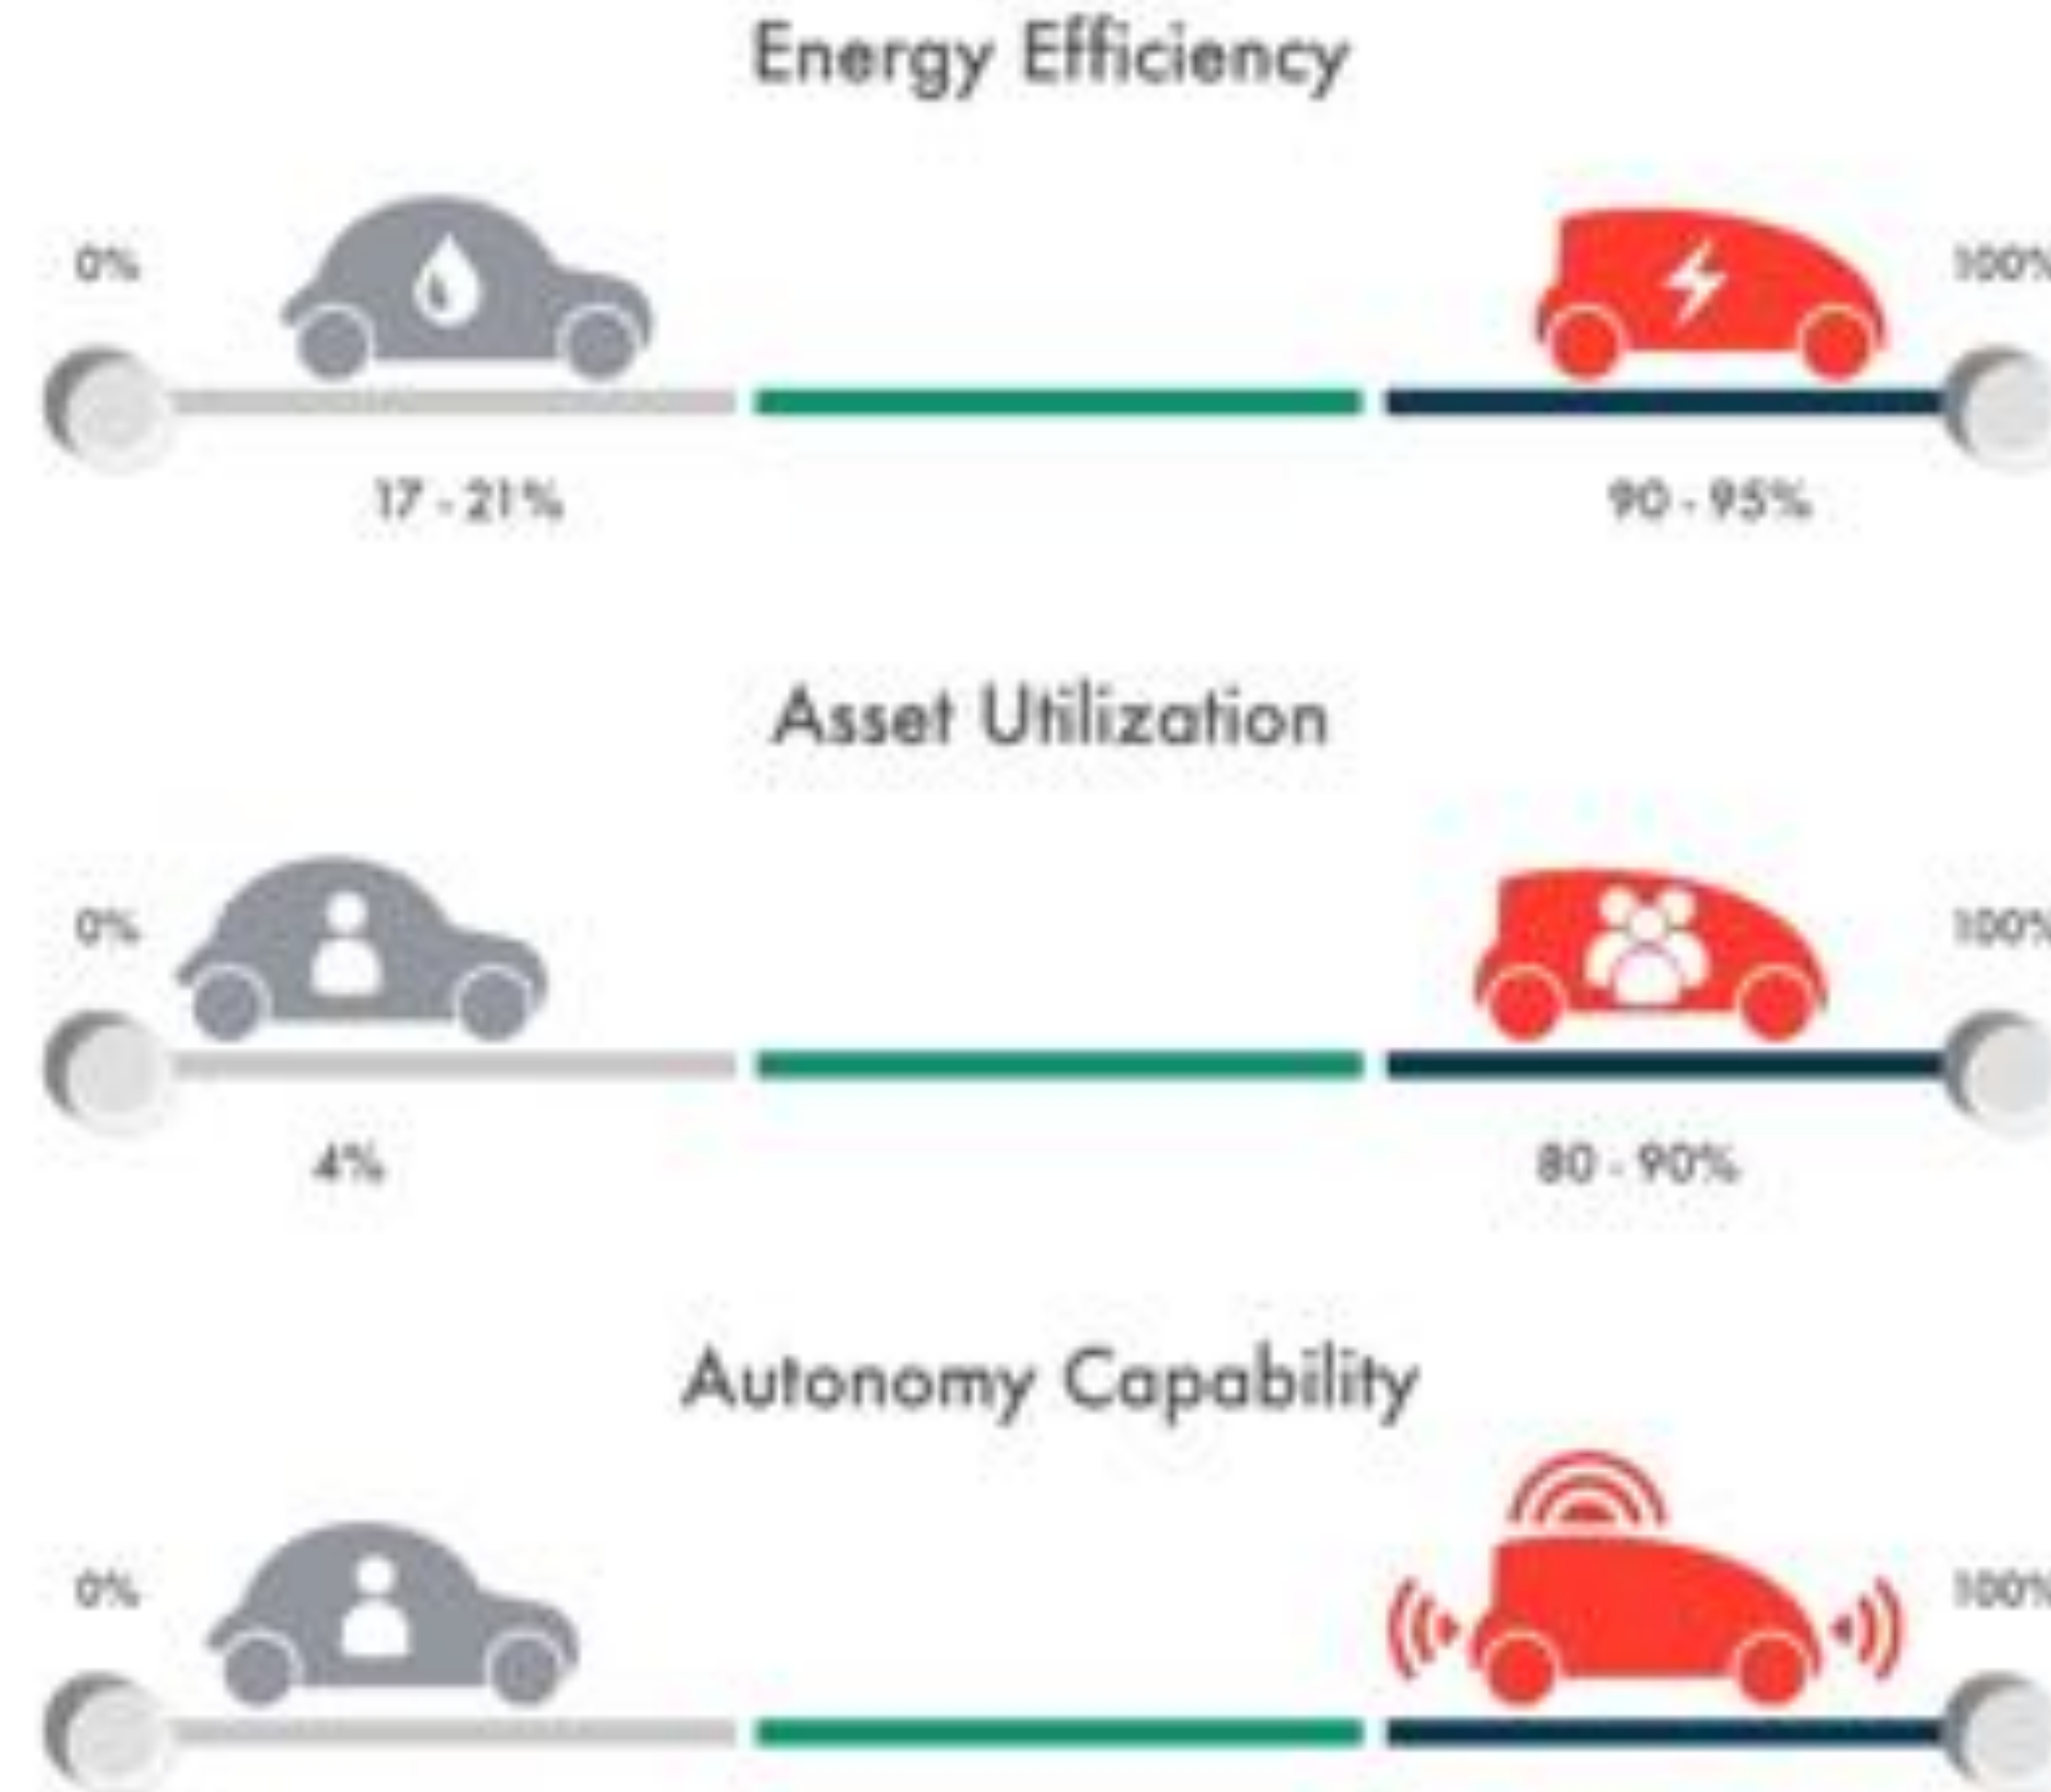 Energy Efficiency
0%
100%
17 - 21%
90 - 95%
Asset Utilization
0%
100%
4%
80 - 90%
Autonomy Capability
0%
100%